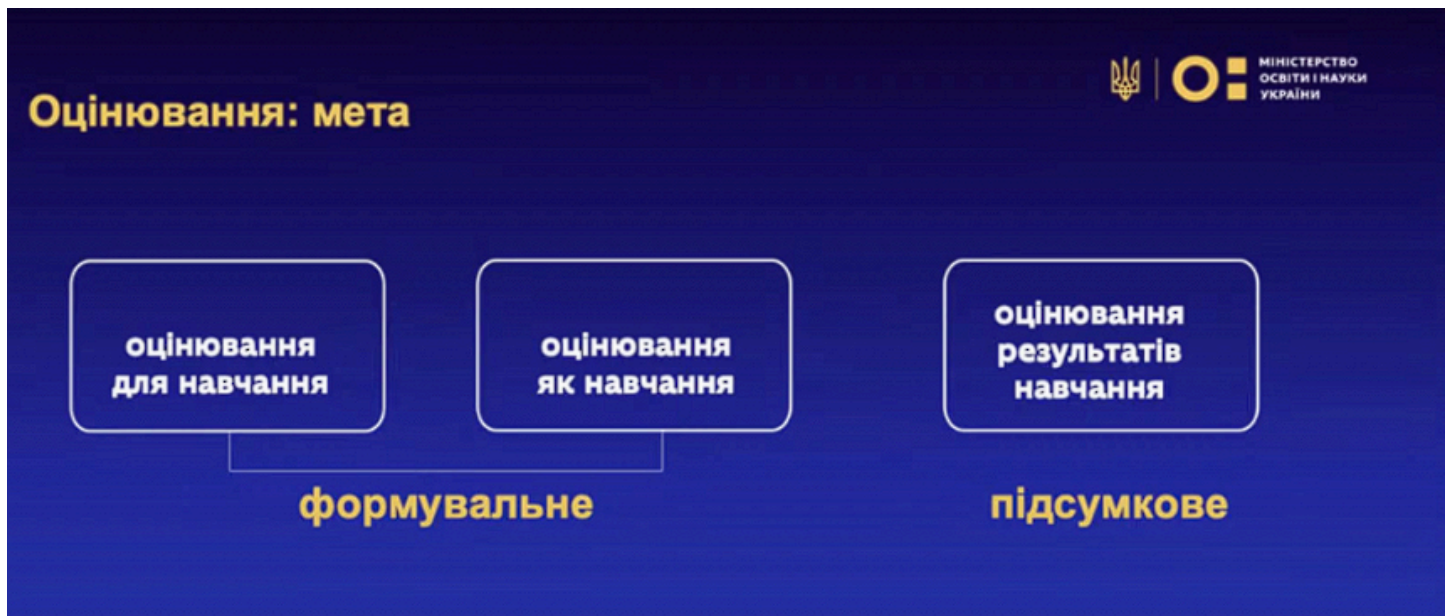 МІНІСТЕРСТВО
ОСВІТИ І НАУКИ
УКРАЇНИ
Оцінювання: мета
оцінювання
для навчання
оцінювання
як навчання
оцінювання
результатів
навчання
формувальне
підсумкове